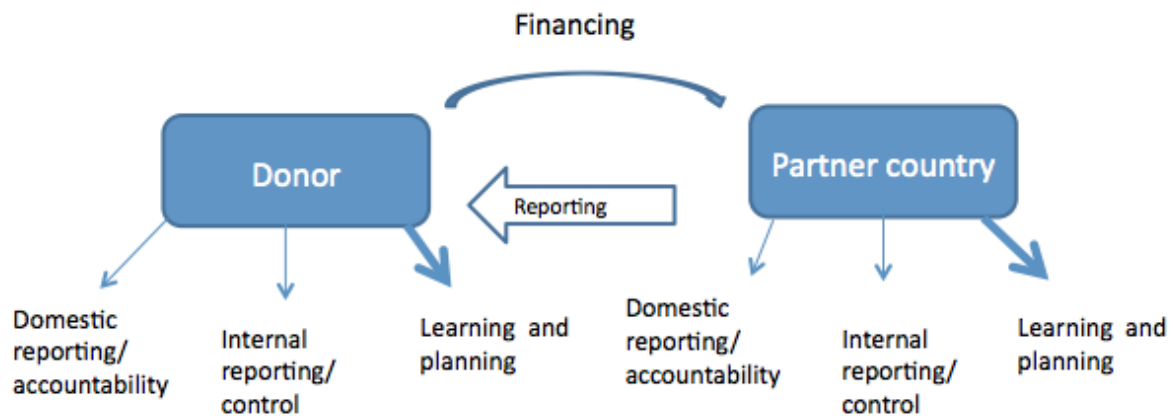 Financing
Donor
Partner country
Reporting
Domestic
reporting/
accountability
Internal
reporting/
control
Learning and
planning
Domestic
reporting/
accountability
Internal
reporting/
control
Learning and
planning